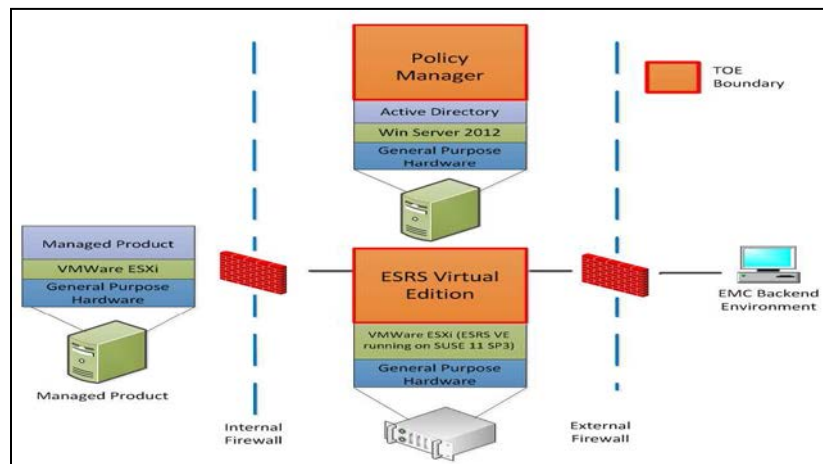 Policy
Manager
TOE
Boundary
Active Directory
Win Server 2012
General Purpose
Hardware
Managed Product
VMWare ESXi
General Purpose
Hardware
ESRS Virtual
Edition
EMC Backend
Environment
VMWare ESXi (ESRS VE
running on SUSE 11 SP3)
General Purpose
Hardware
Managed Product
Internal
Firewall
External
Firewall